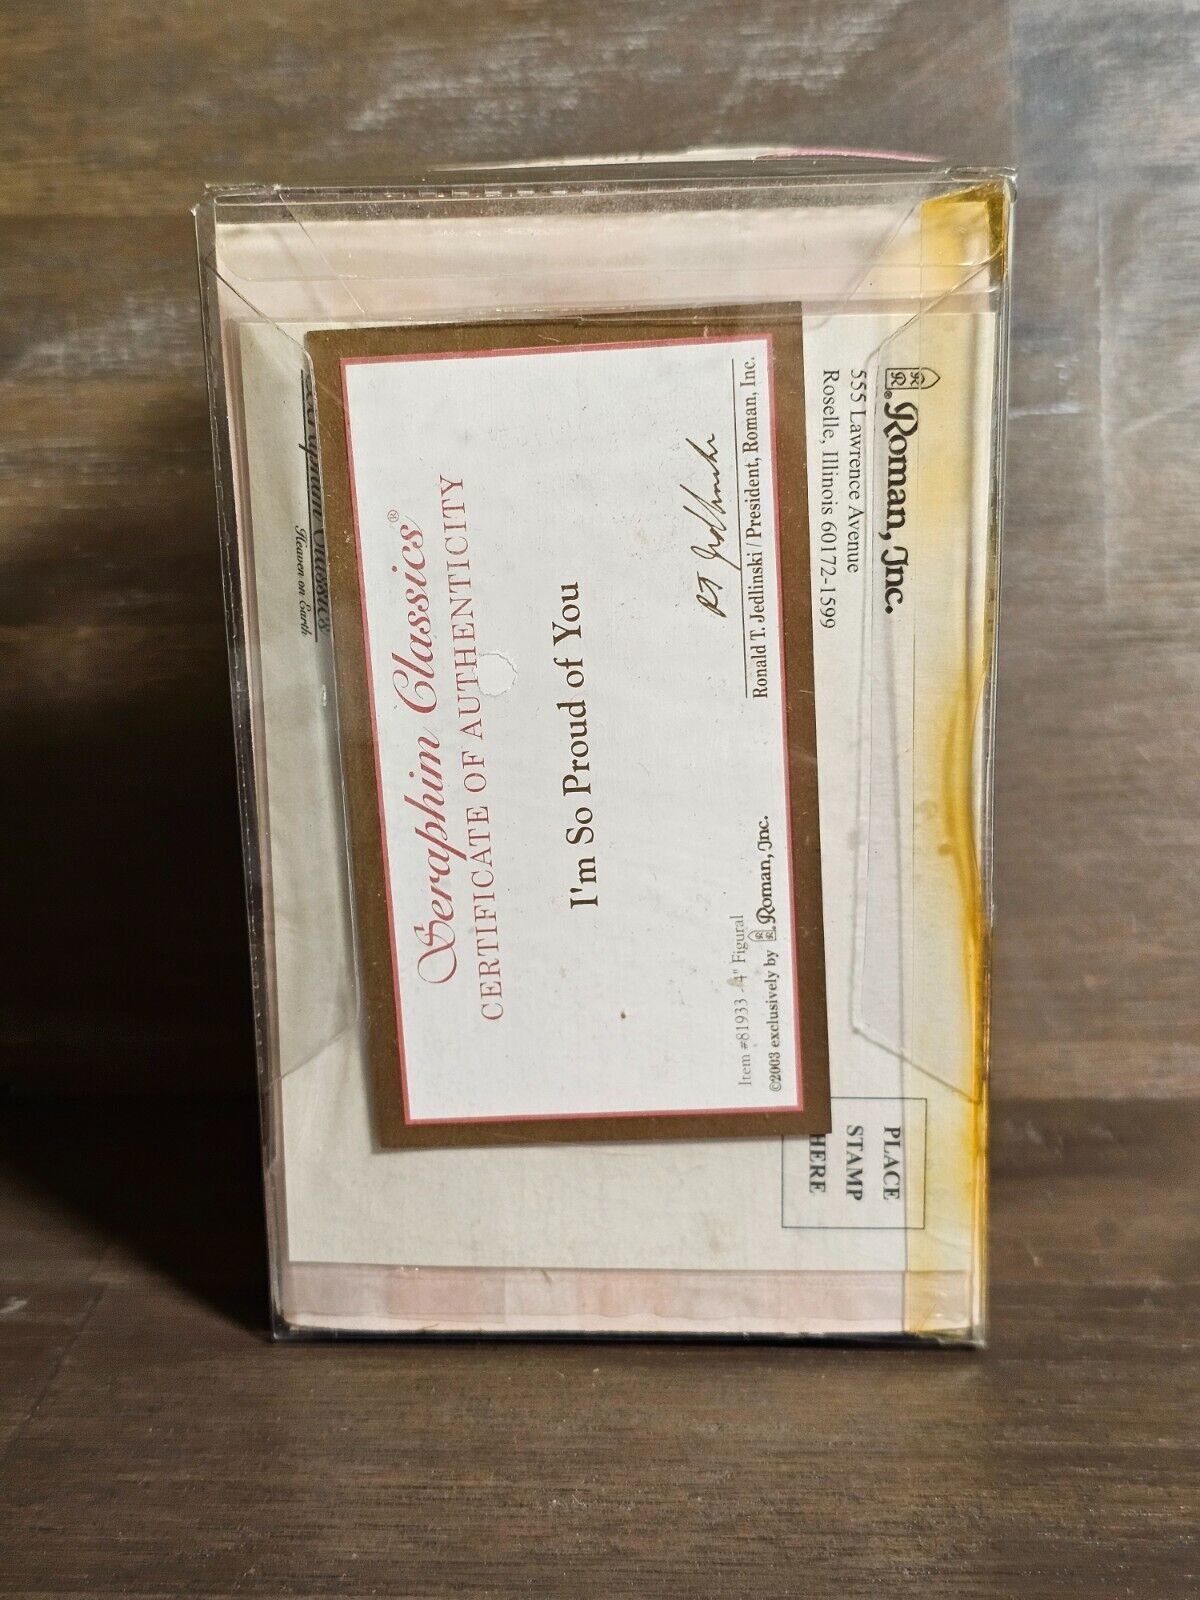 Seraphim Classics®
CERTIFICATE OF AUTHENTICITY
I'm So Proud of You
Ronald T. Jedlinski / President, Roman, Inc.
Item #81933 4" Figural
©2003 exclusively by Roman, Inc.
Roman, Inc.
555 Lawrence Avenue
Roselle, Illinois 60172-1599
PLACE
STAMP
HERE
Seraphim Classics
Heaven on Earth